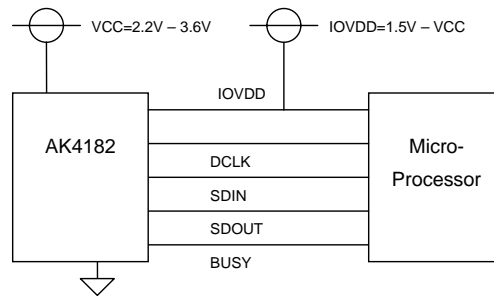 VCC=2.2V – 3.6V
IOVDD=1.5V – VCC
IOVDD
AK4182
Micro-
Processor
DCLK
SDIN
SDOUT
BUSY